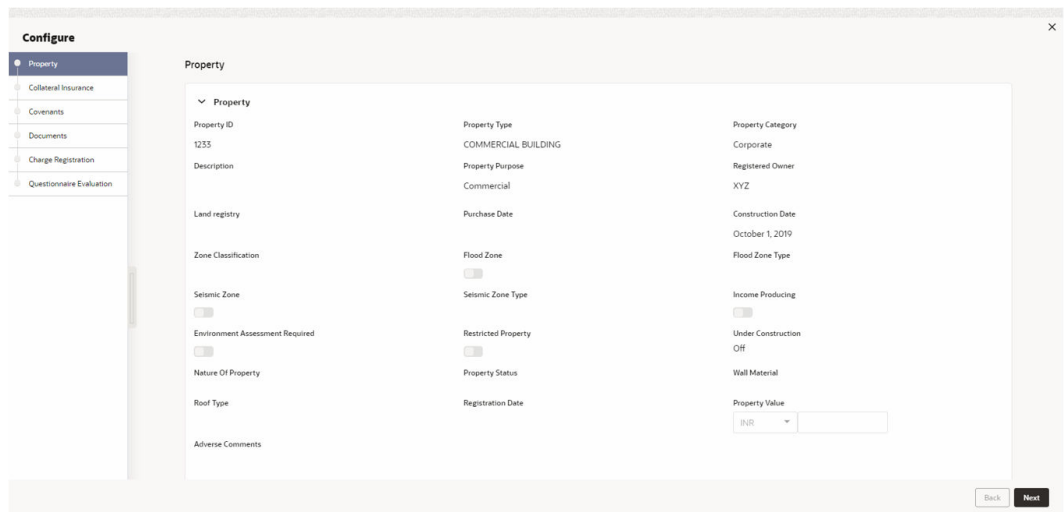 Configure
Property
Collateral Insurance
Covenants
Documents
Charge Registration
Questionnaire Evaluation
Property
Property
Property ID Property Type Property Category
1233 COMMERCIAL BUILDING Corporate
Description Property Purpose Registered Owner
Commercial XYZ
Land registry Purchase Date Construction Date
October 1, 2019
Zone Classification Flood Zone Flood Zone Type
Seismic Zone Seismic Zone Type Income Producing
Environment Assessment Required Restricted Property Under Construction
Off
Nature Of Property Property Status Wall Material
Roof Type Registration Date Property Value
INR
Adverse Comments
Back Next